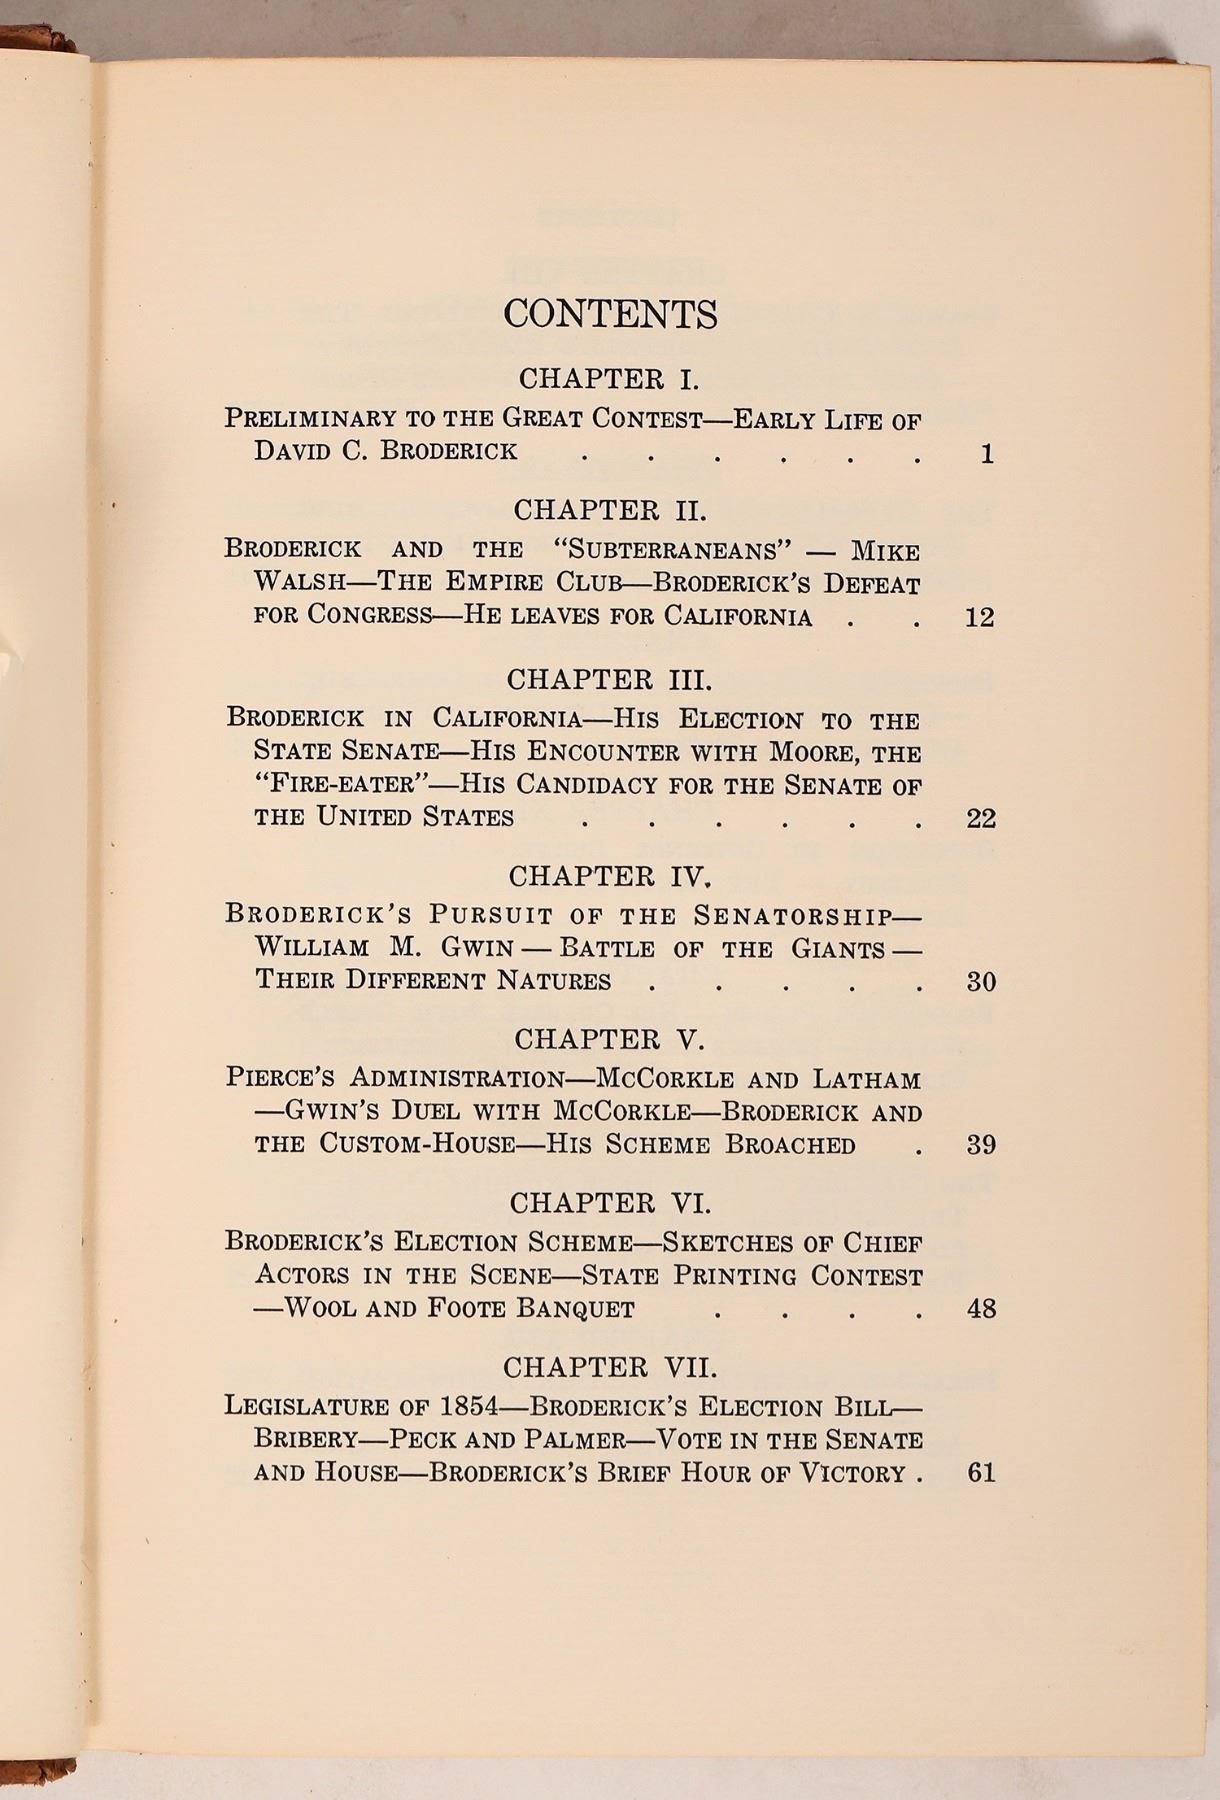 CONTENTS
CHAPTER I.
PRELIMINARY TO THE GREAT CONTEST—EARLY LIFE OF
DAVID C. BRODERICK . . . . . . 1
CHAPTER II.
BRODERICK AND THE "SUBTERRANEANS" — MIKE
WALSH—THE EMPIRE CLUB—BRODERICK'S DEFEAT
FOR CONGRESS—HE LEAVES FOR CALIFORNIA . . 12
CHAPTER III.
BRODERICK IN CALIFORNIA—HIS ELECTION TO THE
STATE SENATE—HIS ENCOUNTER WITH MOORE, THE
"FIRE-EATER"—HIS CANDIDACY FOR THE SENATE OF
THE UNITED STATES . . . . . . 22
CHAPTER IV.
BRODERICK'S PURSUIT OF THE SENATORSHIP—
WILLIAM M. GWIN — BATTLE OF THE GIANTS —
THEIR DIFFERENT NATURES . . . . . 30
CHAPTER V.
PIERCE'S ADMINISTRATION—MCCORKLE AND LATHAM
—GWIN'S DUEL WITH MCCORKLE—BRODERICK AND
THE CUSTOM-HOUSE—HIS SCHEME BROACHED . 39
CHAPTER VI.
BRODERICK'S ELECTION SCHEME—SKETCHES OF CHIEF
ACTORS IN THE SCENE—STATE PRINTING CONTEST
—WOOL AND FOOTE BANQUET . . . . 48
CHAPTER VII.
LEGISLATURE OF 1854—BRODERICK'S ELECTION BILL—
BRIBERY—PECK AND PALMER—VOTE IN THE SENATE
AND HOUSE—BRODERICK'S BRIEF HOUR OF VICTORY . 61